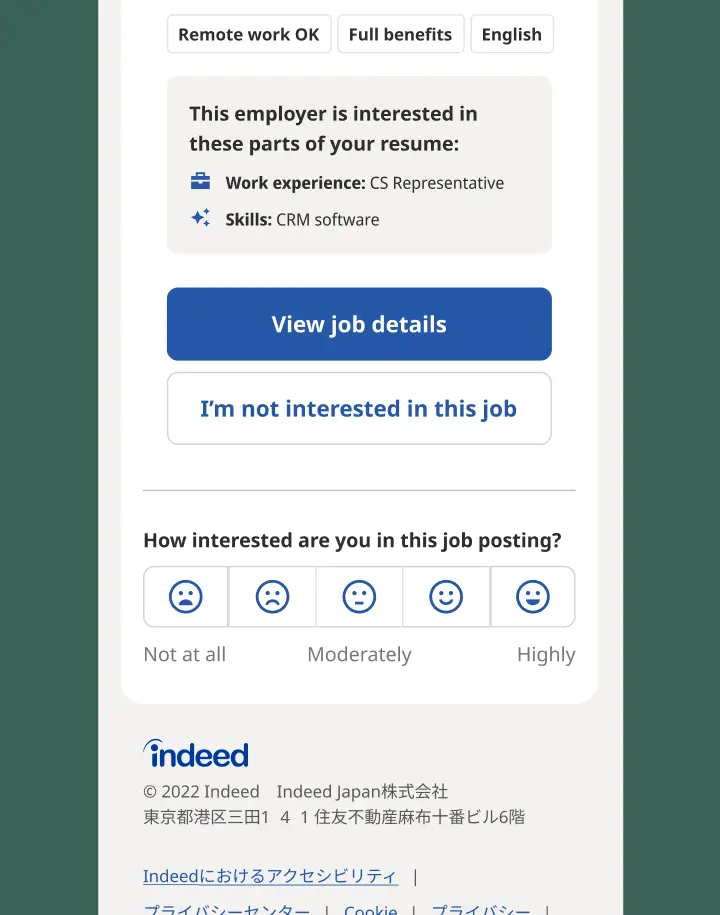 Remote work OK Full benefits English
This employer is interested in
these parts of your resume:
Work experience: CS Representative
Skills: CRM software
View job details
I’m not interested in this job
How interested are you in this job posting?
Not at all Moderately Highly
indeed
© 2022 Indeed　Indeed Japan株式会社
東京都港区三田1 4 1 住友不動産麻布十番ビル6階
Indeedにおけるアクセシビリティ |
プライバシーセンター | Cookie | プライバシー |